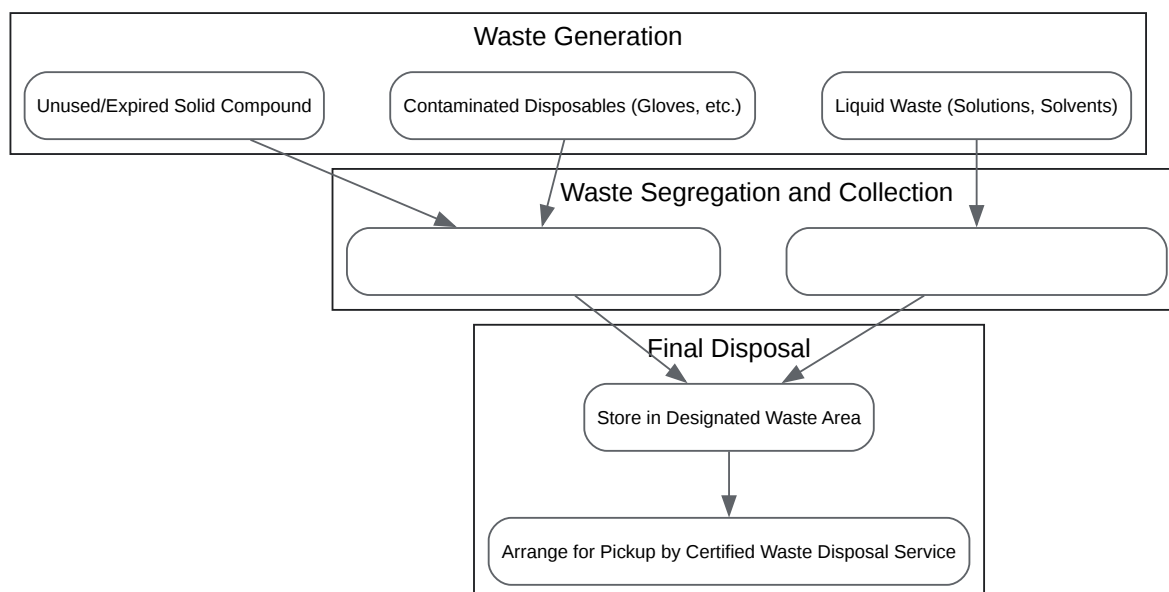 Waste Generation
Unused/Expired Solid Compound
Contaminated Disposables (Gloves, etc.)
Liquid Waste (Solutions, Solvents)
Waste Segregation and Collection
Final Disposal
Store in Designated Waste Area
Arrange for Pickup by Certified Waste Disposal Service